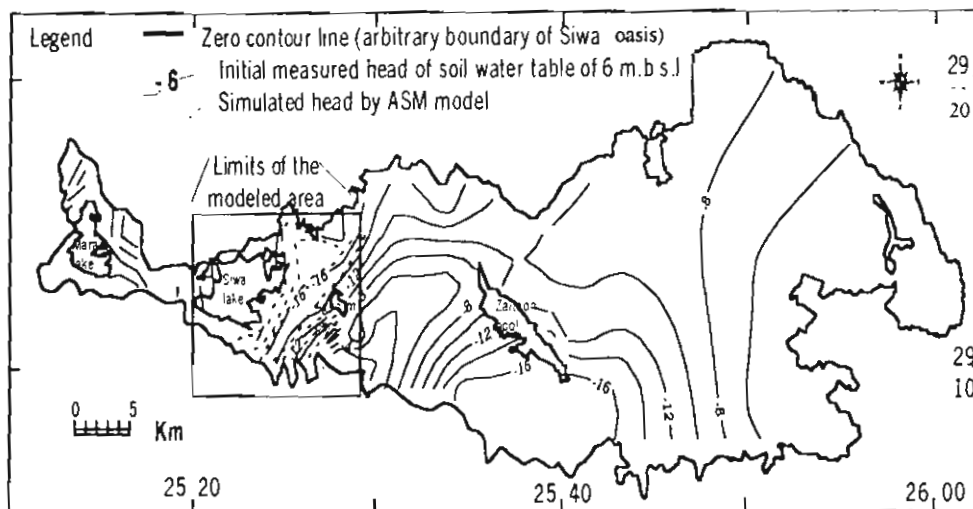 Legend
Zero contour line (arbitrary boundary of Siwa oasis)
-6 Initial measured head of soil water table of 6 m.b s.l
Simulated head by ASM model
Limits of the
modeled area
29
20
Siwa
lake
-16
-16
-8
-12
-16
-16
-12
-8
-8
29
10
0 5
Km
25 20
25 40
26 00